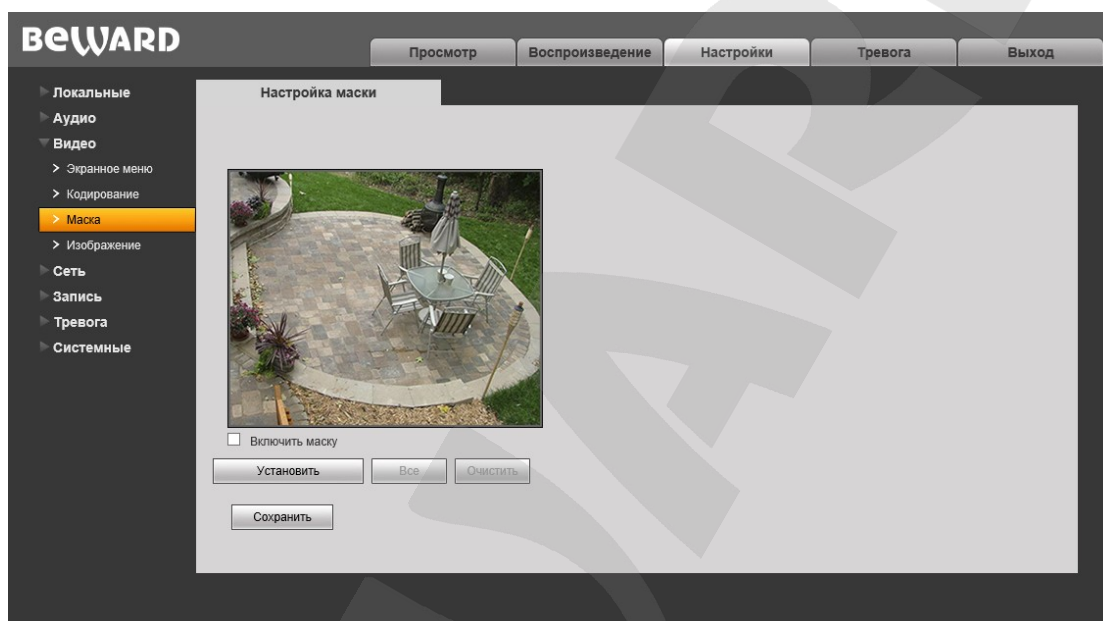 BEWARD
Просмотр
Воспроизведение
Настройки
Тревога
Выход
Локальные
Аудио
Видео
> Экранное меню
> Кодирование
> Маска
> Изображение
Сеть
Запись
Тревога
Системные
Настройка маски
Включить маску
Установить
Все
Очистить
Сохранить